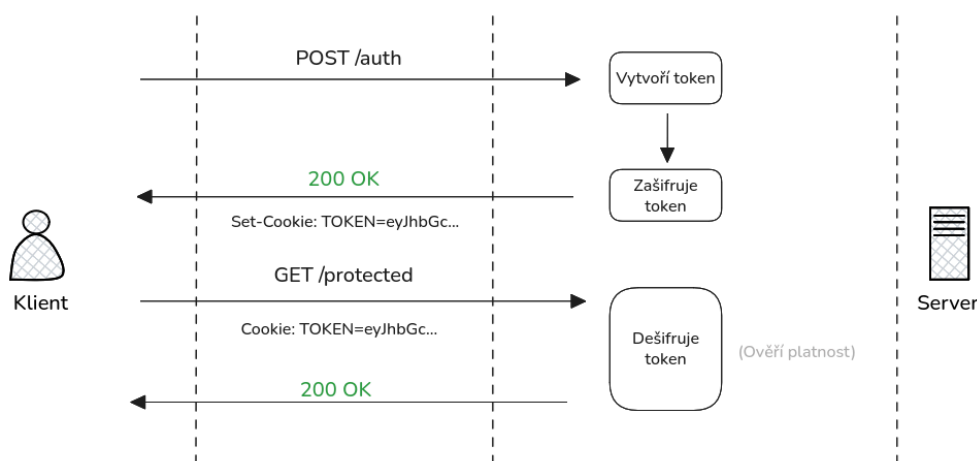 POST /auth
Vytvoří token
200 OK
Zašifruje
token
Set-Cookie: TOKEN=eyJhbGc...
GET /protected
Klient
Server
Cookie: TOKEN=eyJhbGc...
Dešifruje
token
(Ověří platnost)
200 OK